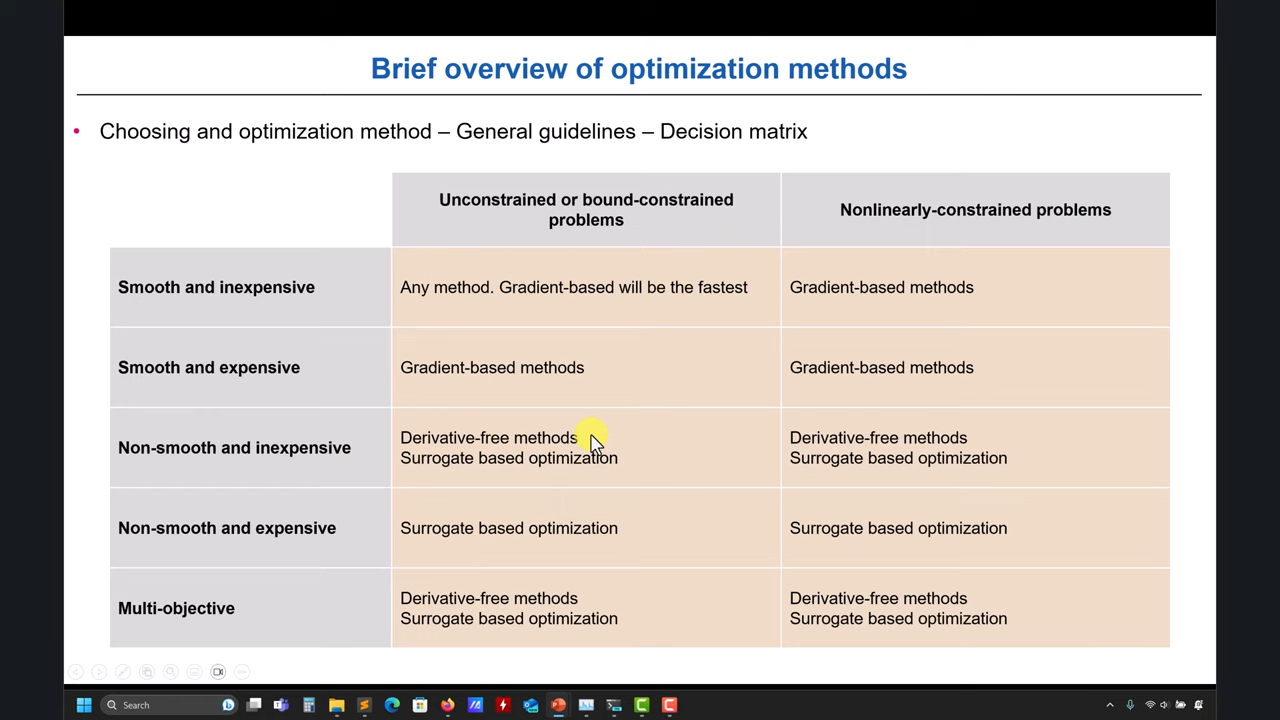 Brief overview of optimization methods
• Choosing and optimization method – General guidelines – Decision matrix
Unconstrained or bound-constrained
problems
Nonlinearly-constrained problems
Smooth and inexpensive
Any method. Gradient-based will be the fastest
Gradient-based methods
Smooth and expensive
Gradient-based methods
Gradient-based methods
Non-smooth and inexpensive
Derivative-free methods
Surrogate based optimization
Derivative-free methods
Surrogate based optimization
Non-smooth and expensive
Surrogate based optimization
Surrogate based optimization
Multi-objective
Derivative-free methods
Surrogate based optimization
Derivative-free methods
Surrogate based optimization
Search